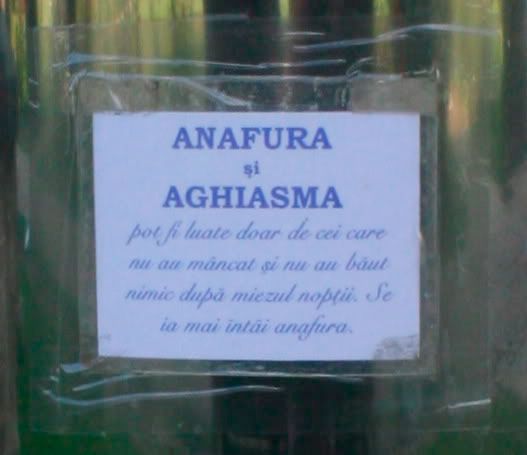 ANAFURA
și
AGHIASMA
pot fi luate doar de cei care
nu au mâncat și nu au băut
nimic după miezul nopții. Se
ia mai întâi anafura.